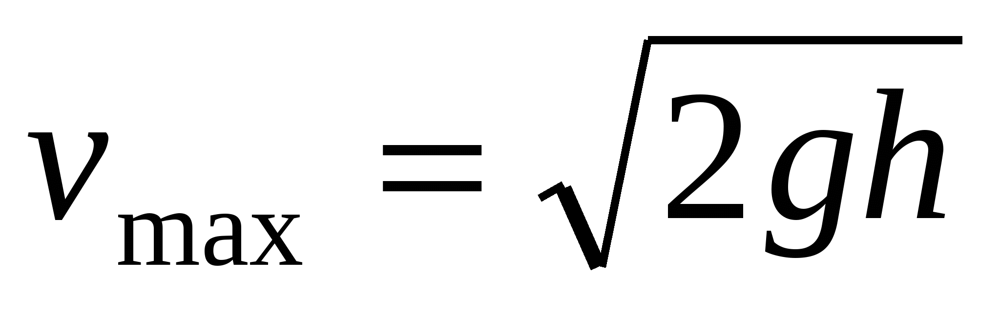 v_max = √2gh